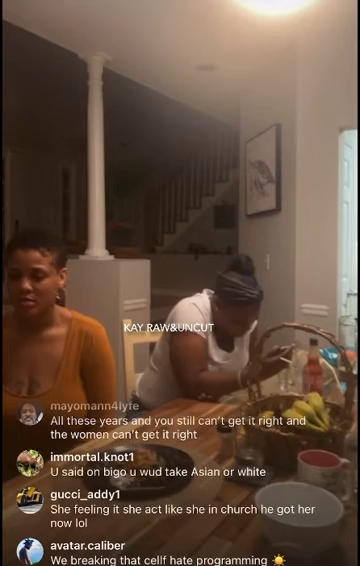 KAY RAW&UNCUT
mayomann4lyfe
All these years and you still can't get it right and
the women can't get it right
immortal.knot1
U said on bigo u wud take Asian or white
gucci_addy1
She feeling it she act like she in church he got her
now lol
avatar.caliber
We breaking that cellf hate programming ☀️